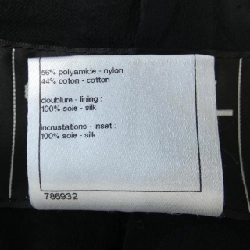 56% polyamide - nylon
44% coton - cotton
doublure - lining :
100% soie - silk
incrustations - inset :
100% soie - silk
786932